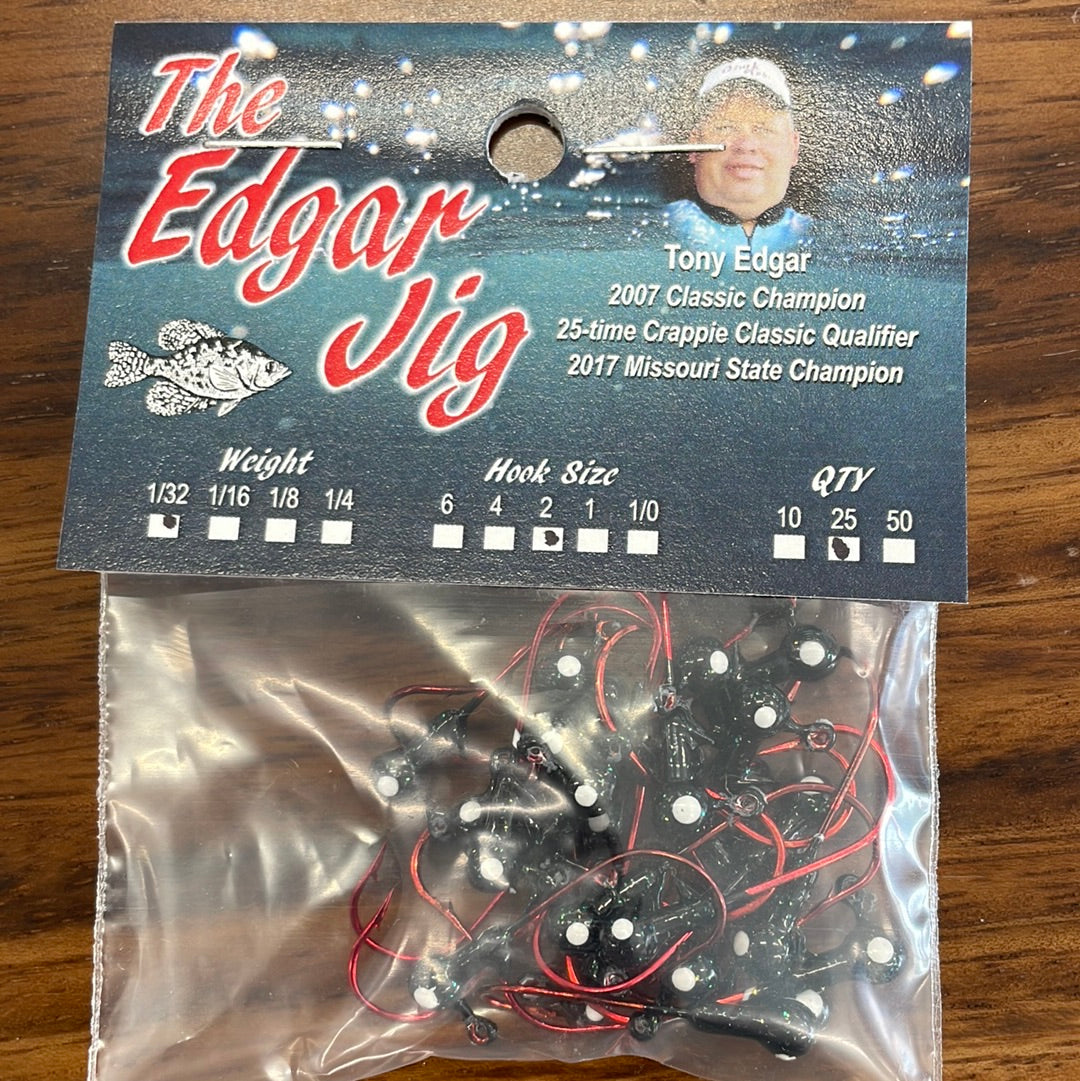 The
Edgar
Jig
Tony Edgar
2007 Classic Champion
25-time Crappie Classic Qualifier
2017 Missouri State Champion
Weight
1/32 1/16 1/8 1/4
Hook Size
6 4 2 1 1/0
QTY
10 25 50